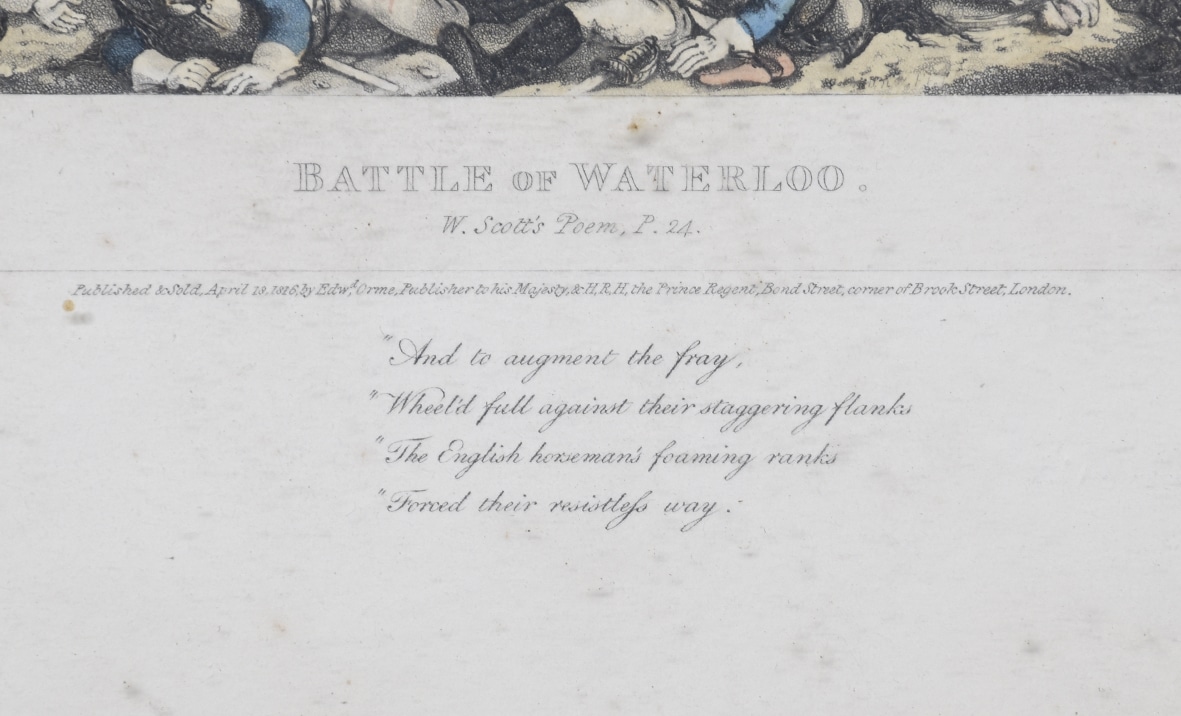 BATTLE OF WATERLOO.
W. Scott's Poem, P. 24.
Published & Sold, April 18, 1816, by Edwd. Orme, Publisher to his Majesty, & H,R,H, the Prince Regent, Bond Street, corner of Brook Street, London.
"And to augment the fray,
"Wheel'd full against their staggering flanks
"The English horseman's foaming ranks
"Forced their resistleſs way.